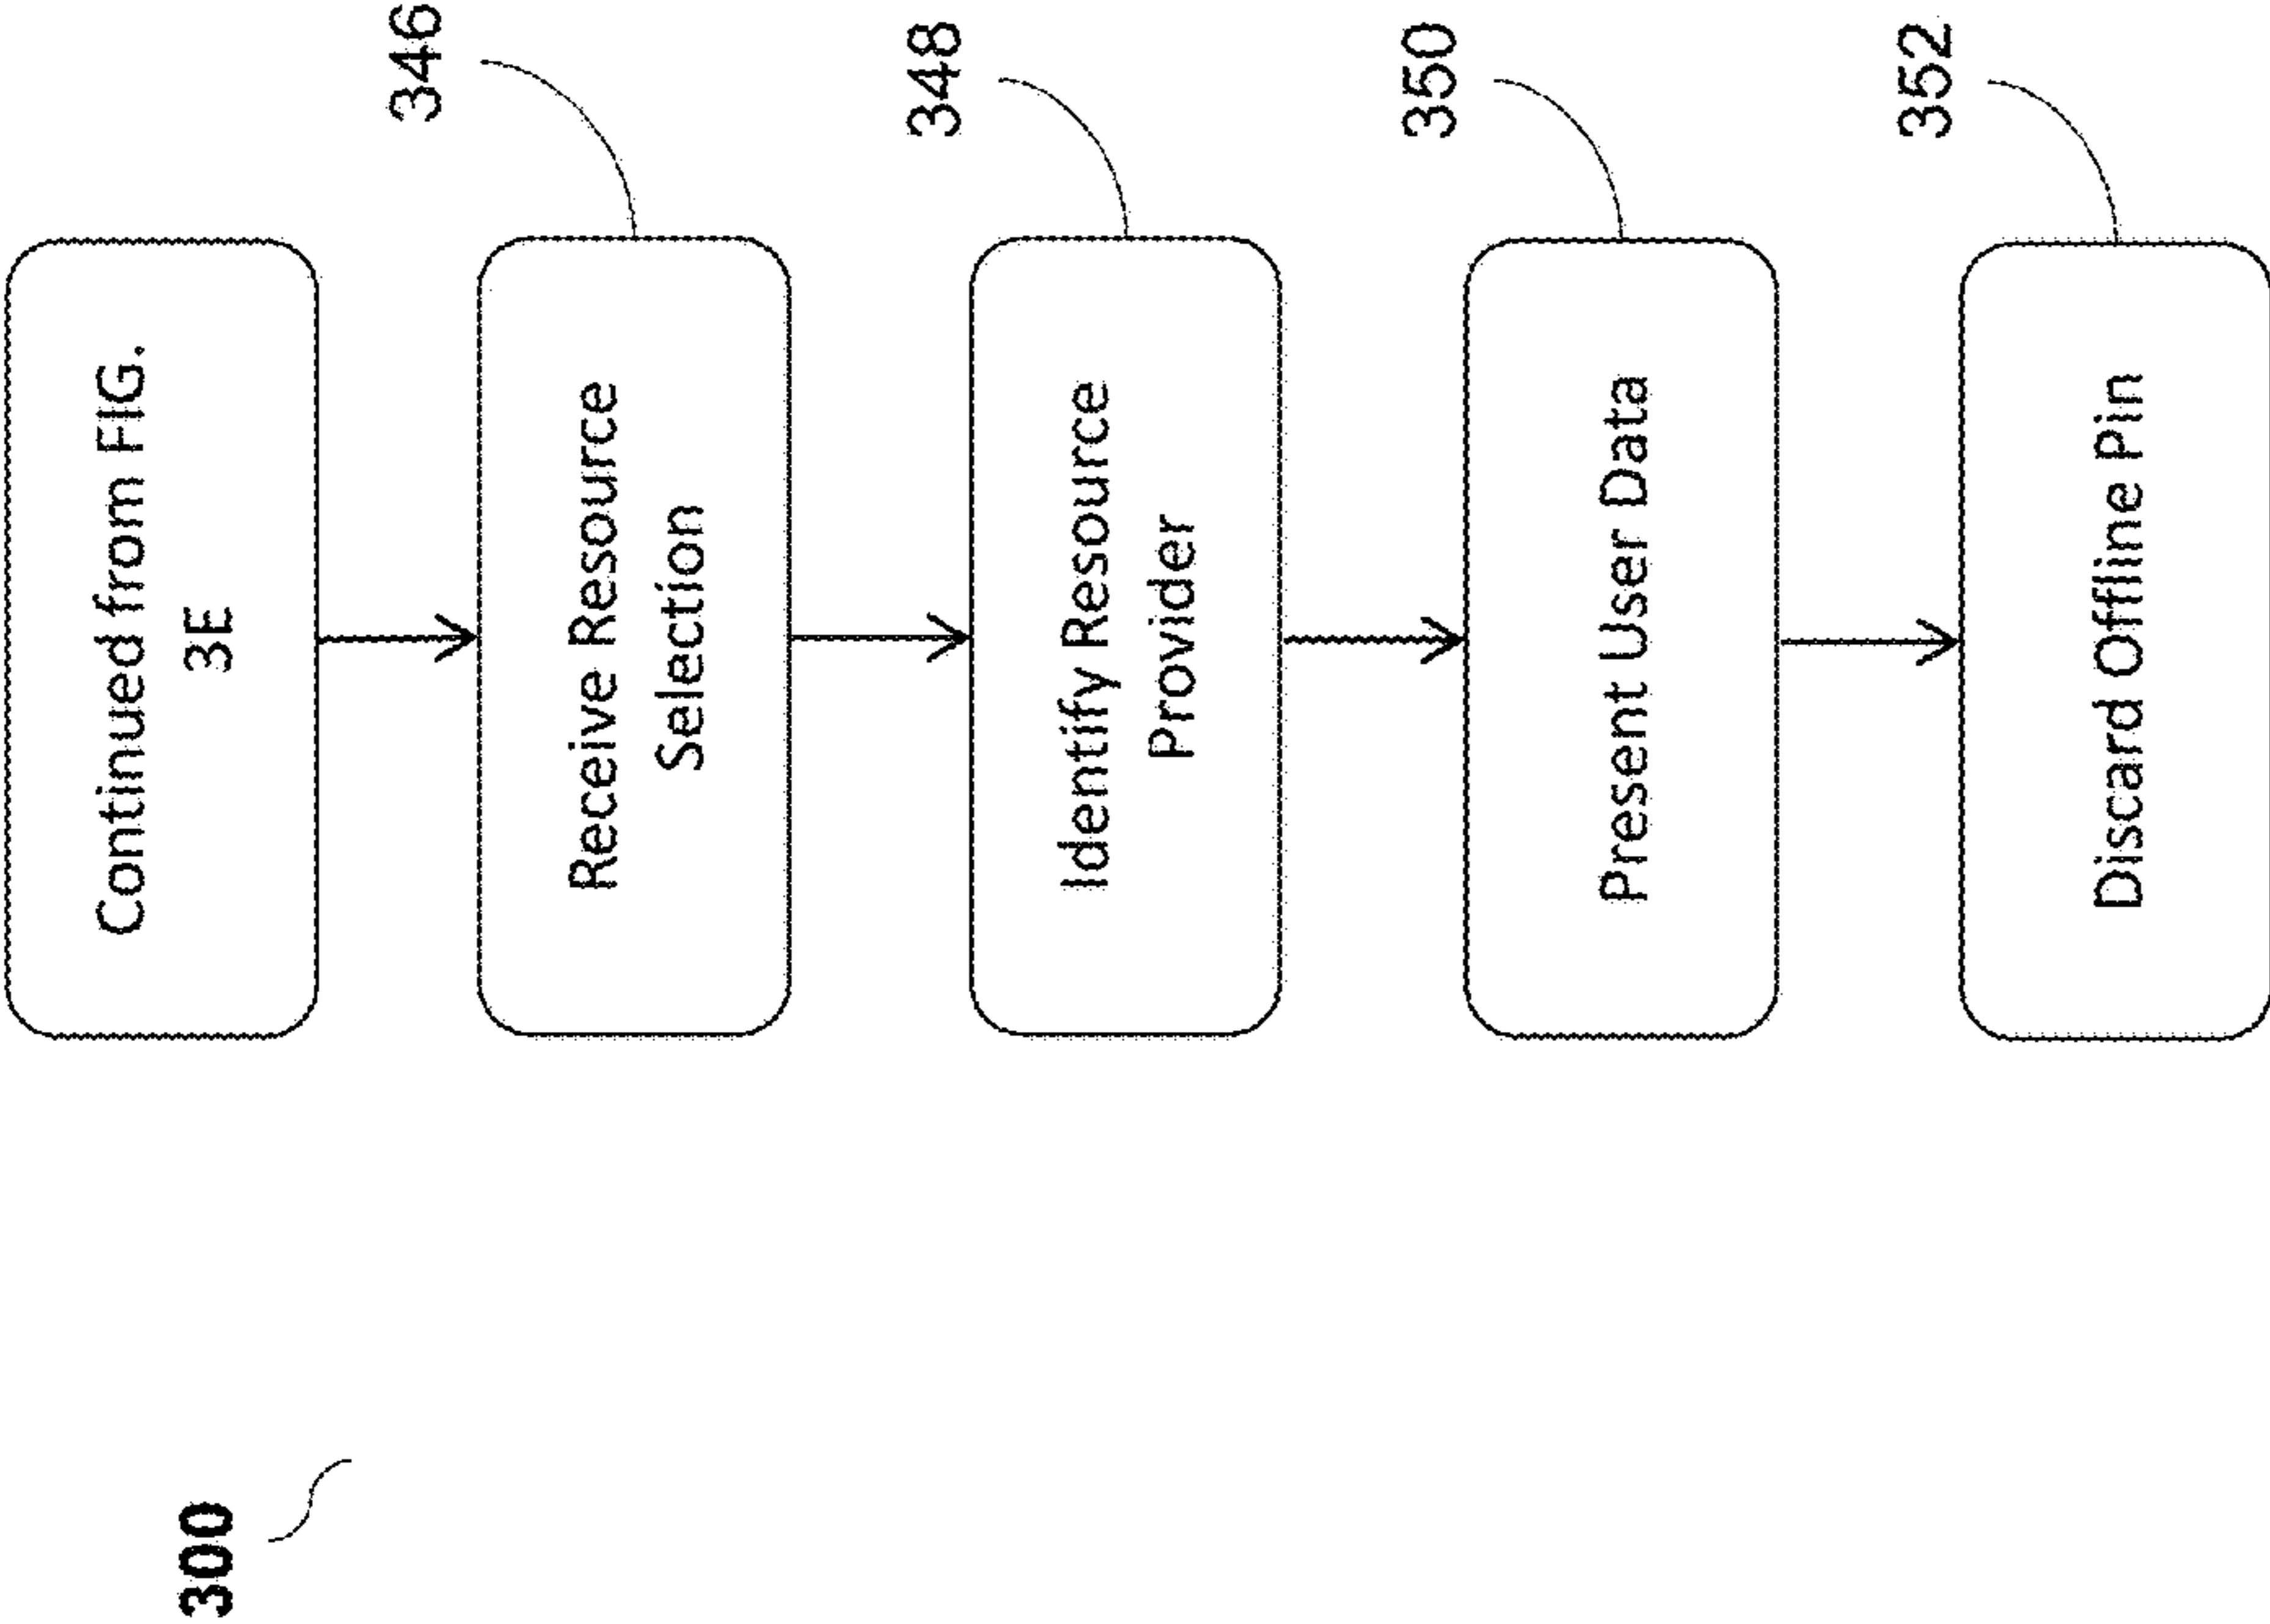 300
Continued from FIG.
3E
346
Receive Resource
Selection
348
Identify Resource
Provider
350
Present User Data
352
Discard Offline Pin